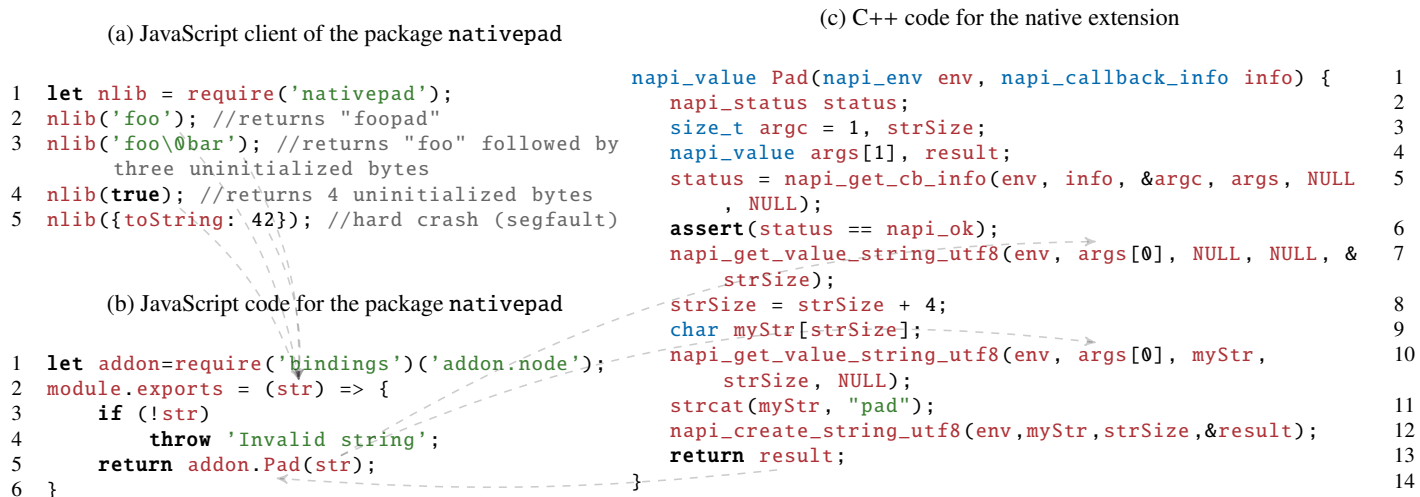 (a) JavaScript client of the package nativepad
1 let nlib = require('nativepad');
2 nlib('foo'); //returns "foopad"
3 nlib('foo\0bar'); //returns "foo" followed by
three uninitialized bytes
4 nlib(true); //returns 4 uninitialized bytes
5 nlib({toString: 42}); //hard crash (segfault)
(b) JavaScript code for the package nativepad
1 let addon=require('bindings')('addon.node');
2 module.exports = (str) => {
3 if (!str)
4 throw 'Invalid string';
5 return addon.Pad(str);
6 }
(c) C++ code for the native extension
napi_value Pad(napi_env env, napi_callback_info info) { 1
napi_status status; 2
size_t argc = 1, strSize; 3
napi_value args[1], result; 4
status = napi_get_cb_info(env, info, &argc, args, NULL 5
, NULL);
assert(status == napi_ok); 6
napi_get_value_string_utf8(env, args[0], NULL, NULL, & 7
strSize);
strSize = strSize + 4; 8
char myStr[strSize]; 9
napi_get_value_string_utf8(env, args[0], myStr, 10
strSize, NULL);
strcat(myStr, "pad"); 11
napi_create_string_utf8(env,myStr,strSize,&result); 12
return result; 13
} 14